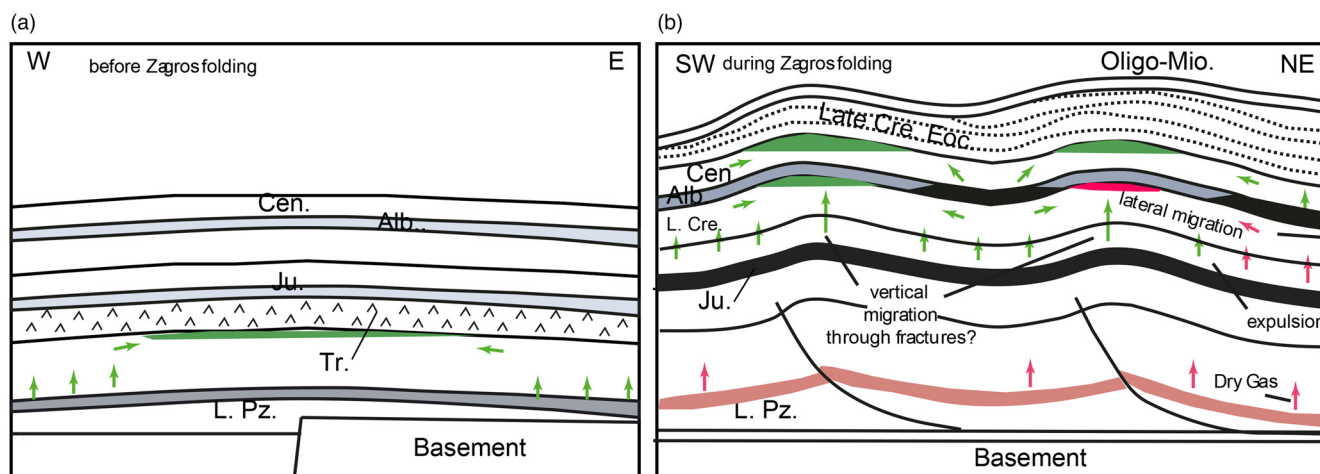 (a)
W
before Zagros folding
E
Cen.
Alb..
Ju.
Tr.
L. Pz.
Basement
(b)
SW
during Zagros folding
Oligo-Mio.
NE
Late Cre. Eoc.
Cen
Alb
L. Cre.
lateral migration
Ju.
vertical
migration
through fractures?
expulsion
Dry Gas
L. Pz.
Basement